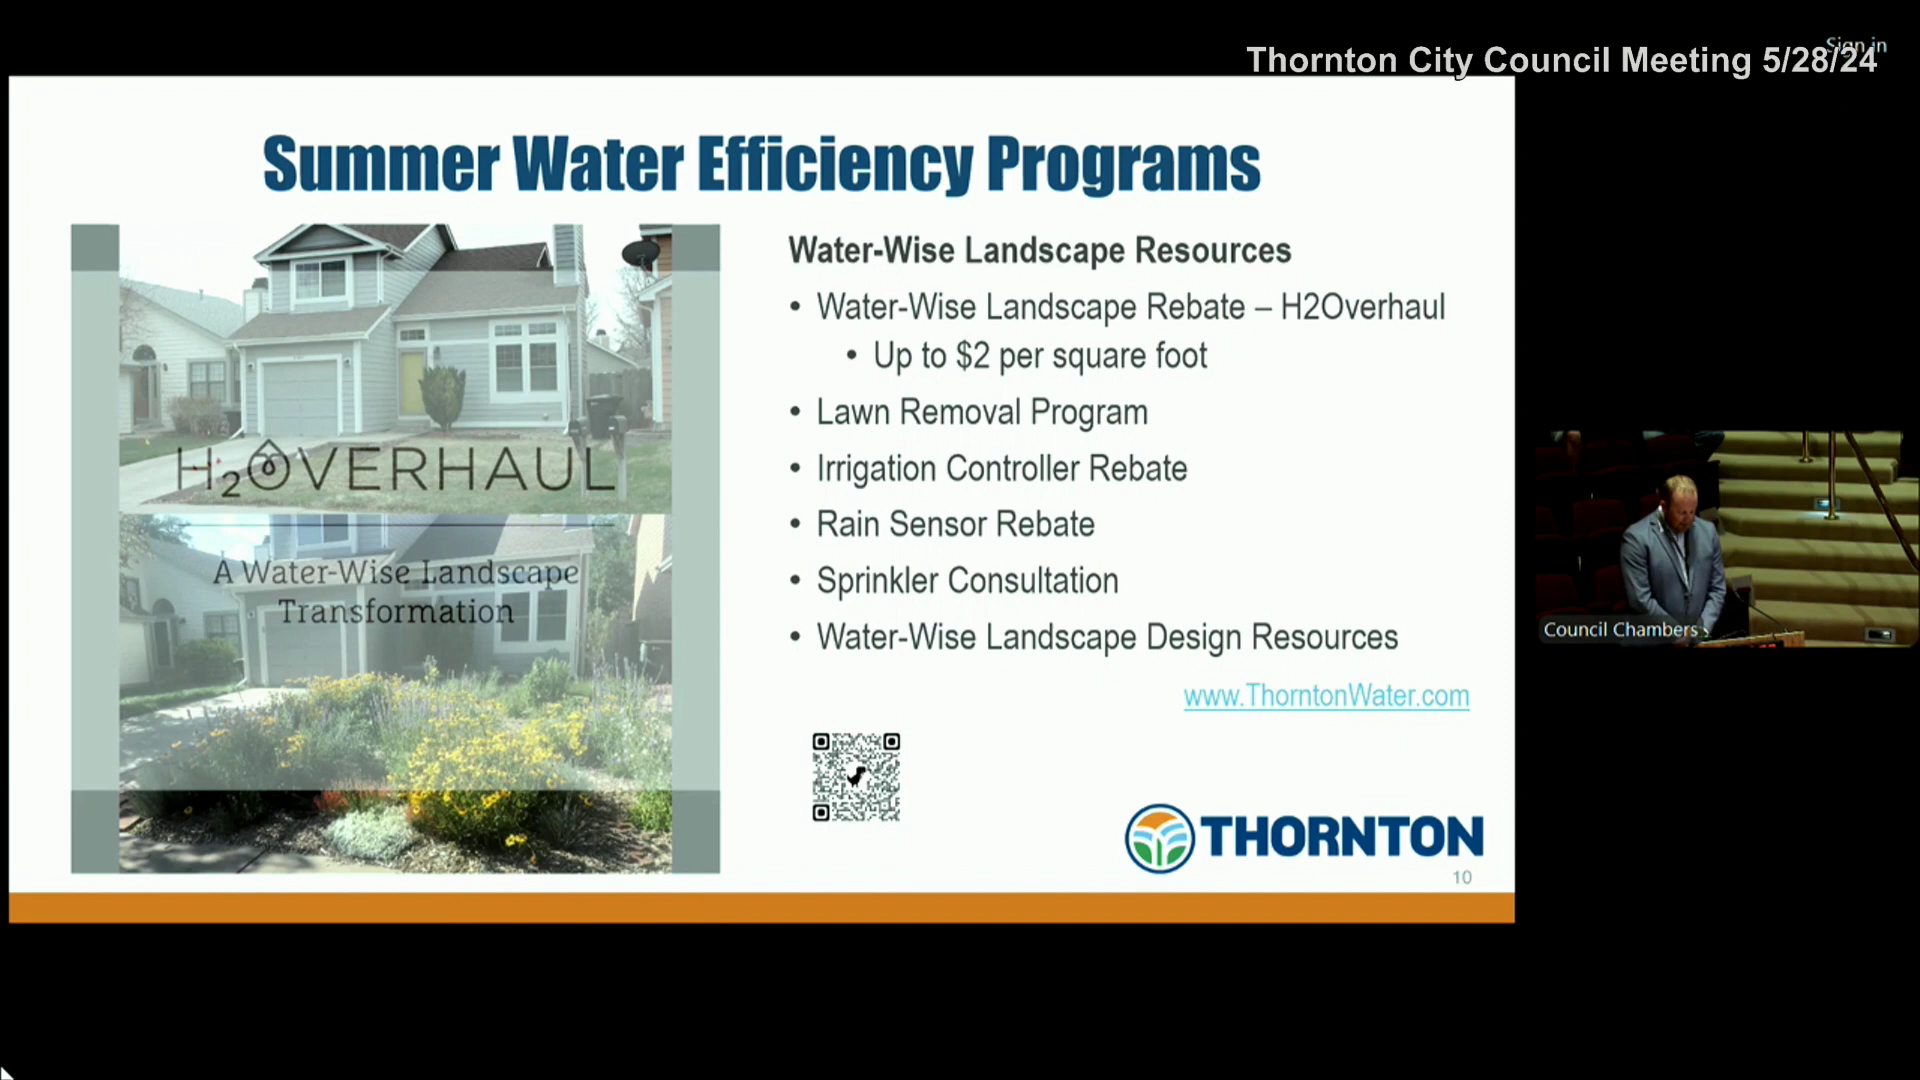 Sign in
Thornton City Council Meeting 5/28/24
Summer Water Efficiency Programs
H2OVERHAUL
A Water-Wise Landscape
Transformation
Water-Wise Landscape Resources
• Water-Wise Landscape Rebate – H2Overhaul
• Up to $2 per square foot
• Lawn Removal Program
• Irrigation Controller Rebate
• Rain Sensor Rebate
• Sprinkler Consultation
• Water-Wise Landscape Design Resources
www.ThorntonWater.com
THORNTON
10
Council Chambers